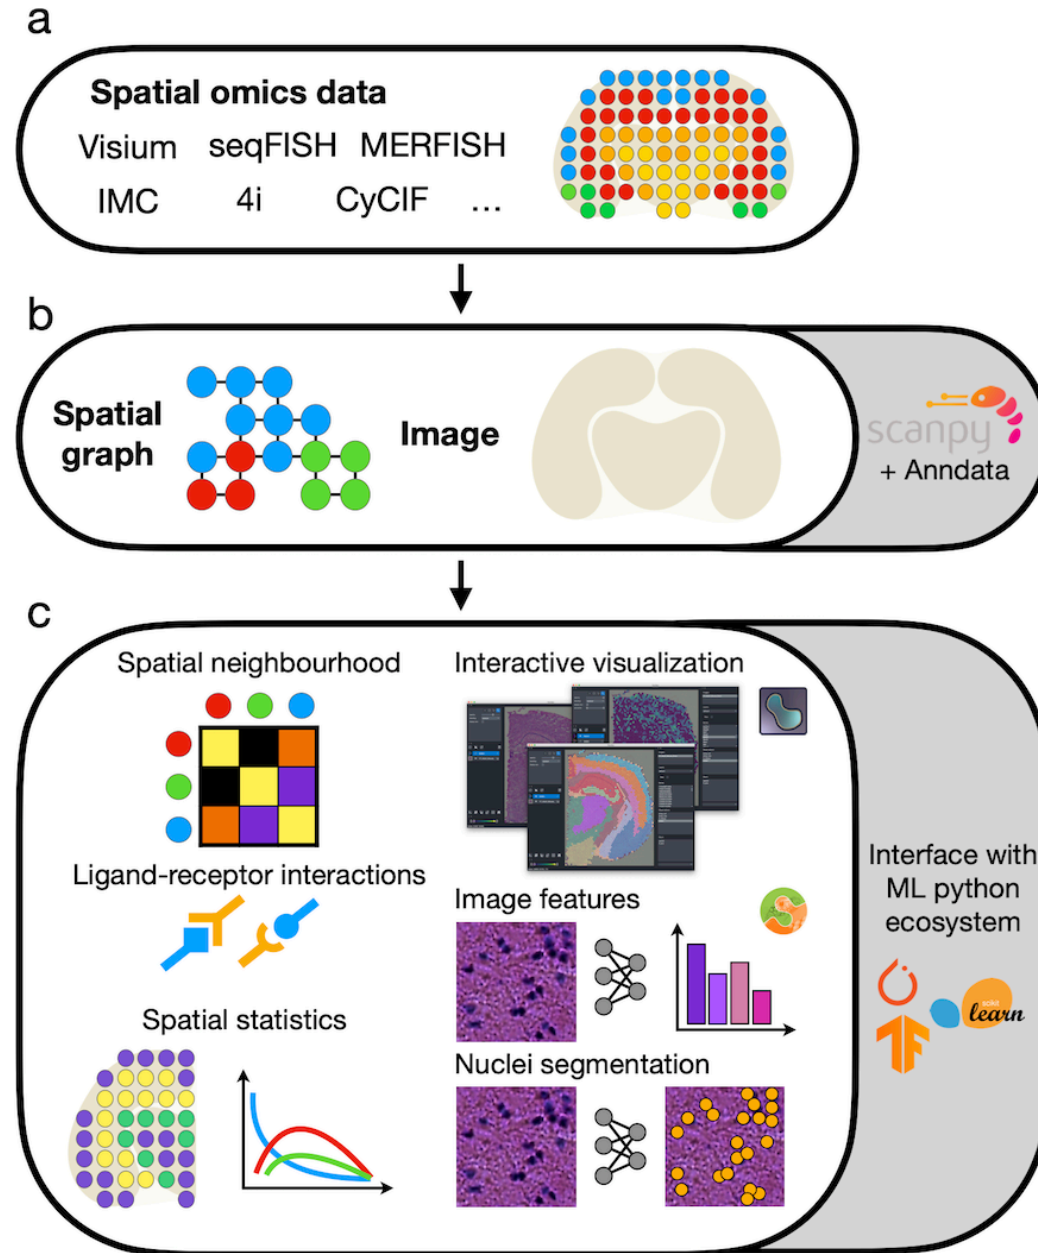 a
Spatial omics data
Visium seqFISH MERFISH
IMC 4i CyCIF ...
b
Spatial
graph
Image
scanpy
+ Anndata
c
Spatial neighbourhood
Interactive visualization
Ligand-receptor interactions
Image features
Spatial statistics
Nuclei segmentation
Interface with
ML python
ecosystem
scikit
learn